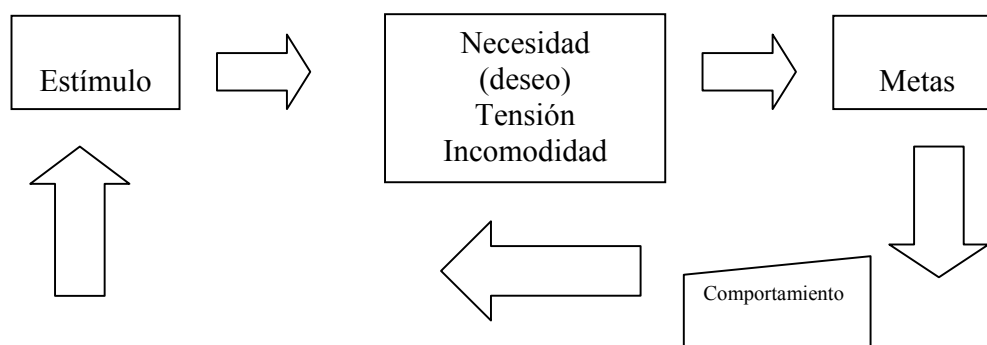 Estímulo
Necesidad
(deseo)
Tensión
Incomodidad
Metas
Comportamiento